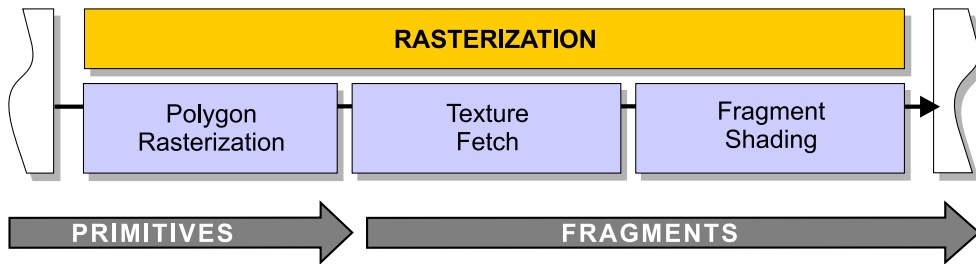 RASTERIZATION
Polygon
Rasterization
Texture
Fetch
Fragment
Shading
PRIMITIVES
FRAGMENTS